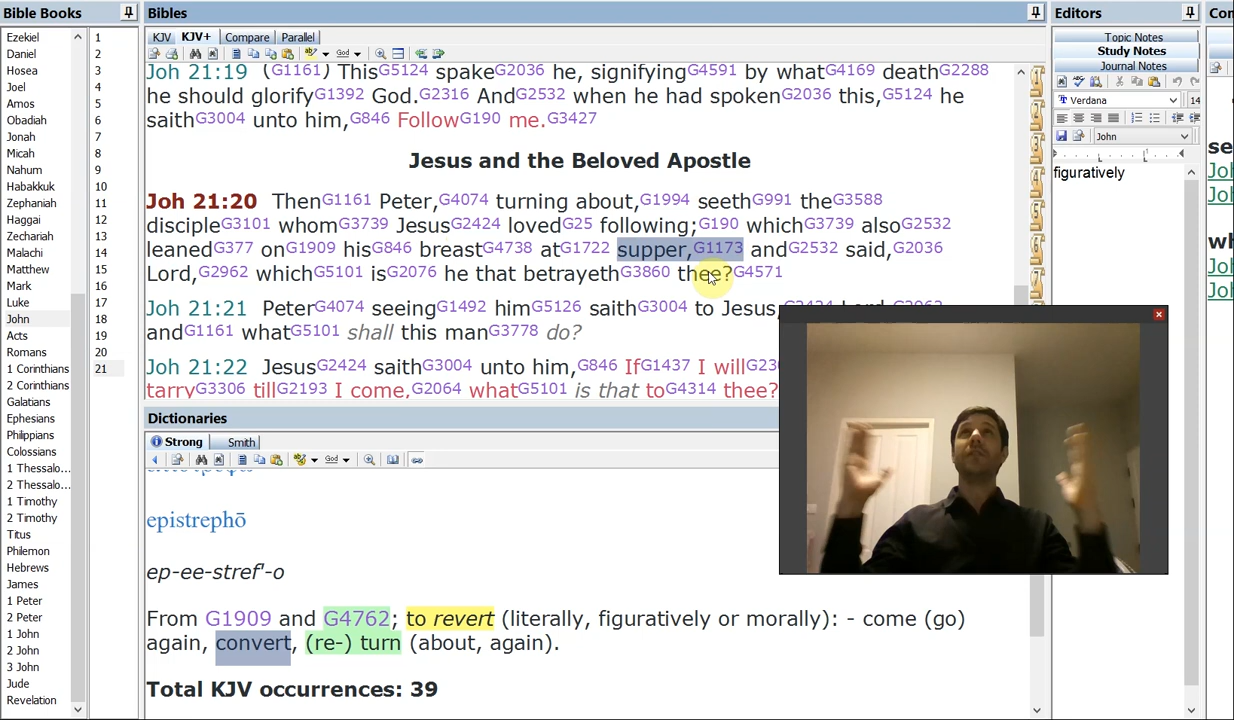 Bible Books
Ezekiel
Daniel
Hosea
Joel
Amos
Obadiah
Jonah
Micah
Nahum
Habakkuk
Zephaniah
Haggai
Zechariah
Malachi
Matthew
Mark
Luke
John
Acts
Romans
1 Corinthians
2 Corinthians
Galatians
Ephesians
Philippians
Colossians
1 Thessalo...
2 Thessalo...
1 Timothy
2 Timothy
Titus
Philemon
Hebrews
James
1 Peter
2 Peter
1 John
2 John
3 John
Jude
Revelation
1
2
3
4
5
6
7
8
9
10
11
12
13
14
15
16
17
18
19
20
21
Bibles
KJV KJV+ Compare Parallel
God
Joh 21:19 (G1161) ThisG5124 spakeG2036 he, signifyingG4591 by whatG4169 deathG2288
he should glorifyG1392 God.G2316 AndG2532 when he had spokenG2036 this,G5124 he
saithG3004 unto him,G846 FollowG190 me.G3427
Jesus and the Beloved Apostle
Joh 21:20 ThenG1161 Peter,G4074 turning about,G1994 seethG991 theG3588
discipleG3101 whomG3739 JesusG2424 lovedG25 following;G190 whichG3739 alsoG2532
leanedG377 onG1909 hisG846 breastG4738 atG1722 supper,G1173 andG2532 said,G2036
Lord,G2962 whichG5101 isG2076 he that betrayethG3860 thee?G4571
Joh 21:21 PeterG4074 seeingG1492 himG5126 saithG3004 to Jesus,
andG1161 whatG5101 shall this manG3778 do?
Joh 21:22 JesusG2424 saithG3004 unto him,G846 IfG1437 I will
tarryG3306 tillG2193 I come,G2064 whatG5101 is that toG4314 thee?
Dictionaries
Strong Smith
God
epistrephō
ep-ee-stref'-o
From G1909 and G4762; to revert (literally, figuratively or morally): - come (go)
again, convert, (re-) turn (about, again).
Total KJV occurrences: 39
Editors
Topic Notes
Study Notes
Journal Notes
Verdana
14
John
figuratively